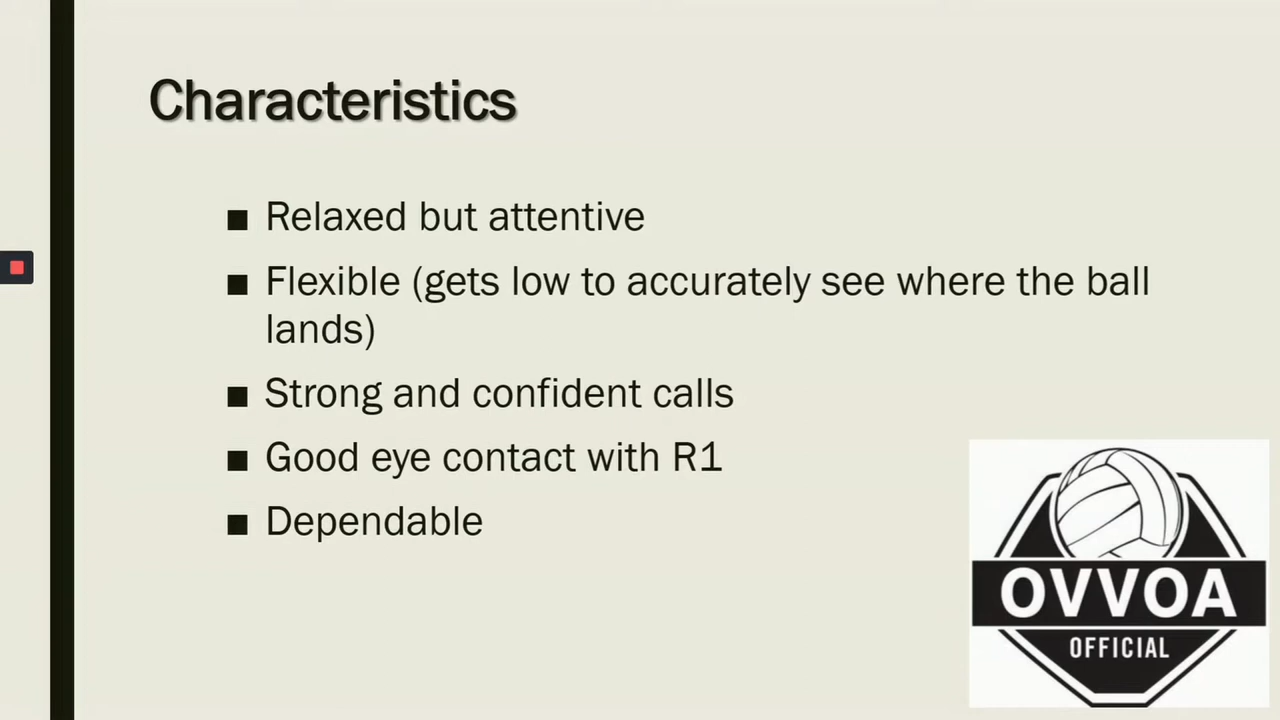 Characteristics
■ Relaxed but attentive
■ Flexible (gets low to accurately see where the ball
lands)
■ Strong and confident calls
■ Good eye contact with R1
■ Dependable
OVVOA
OFFICIAL